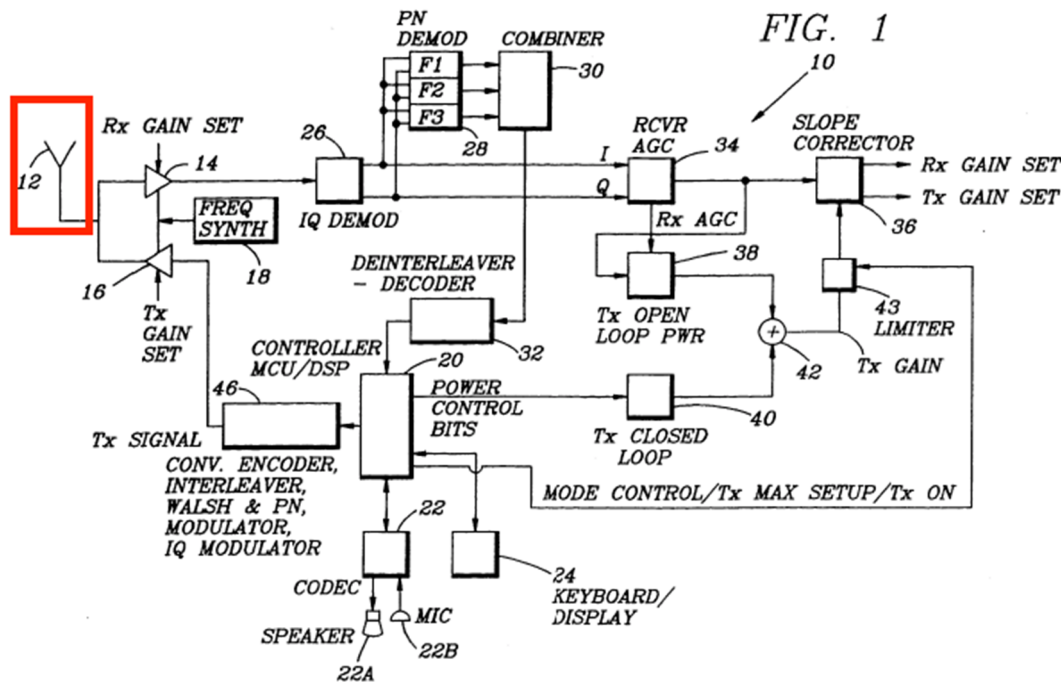 FIG. 1
10
PN
DEMOD
F1
F2
F3
28
COMBINER
30
12
Rx GAIN SET
14
26
IQ DEMOD
I
Q
RCVR
AGC
34
SLOPE
CORRECTOR
Rx GAIN SET
Tx GAIN SET
36
FREQ
SYNTH
18
16
Tx
GAIN
SET
Rx AGC
38
Tx OPEN
LOOP PWR
DEINTERLEAVER
- DECODER
32
43
LIMITER
42
Tx GAIN
CONTROLLER
MCU/DSP
20
POWER
CONTROL
BITS
40
Tx CLOSED
LOOP
46
Tx SIGNAL
CONV. ENCODER,
INTERLEAVER,
WALSH & PN,
MODULATOR,
IQ MODULATOR
MODE CONTROL/Tx MAX SETUP/Tx ON
22
CODEC
24
KEYBOARD/
DISPLAY
MIC
SPEAKER
22A
22B